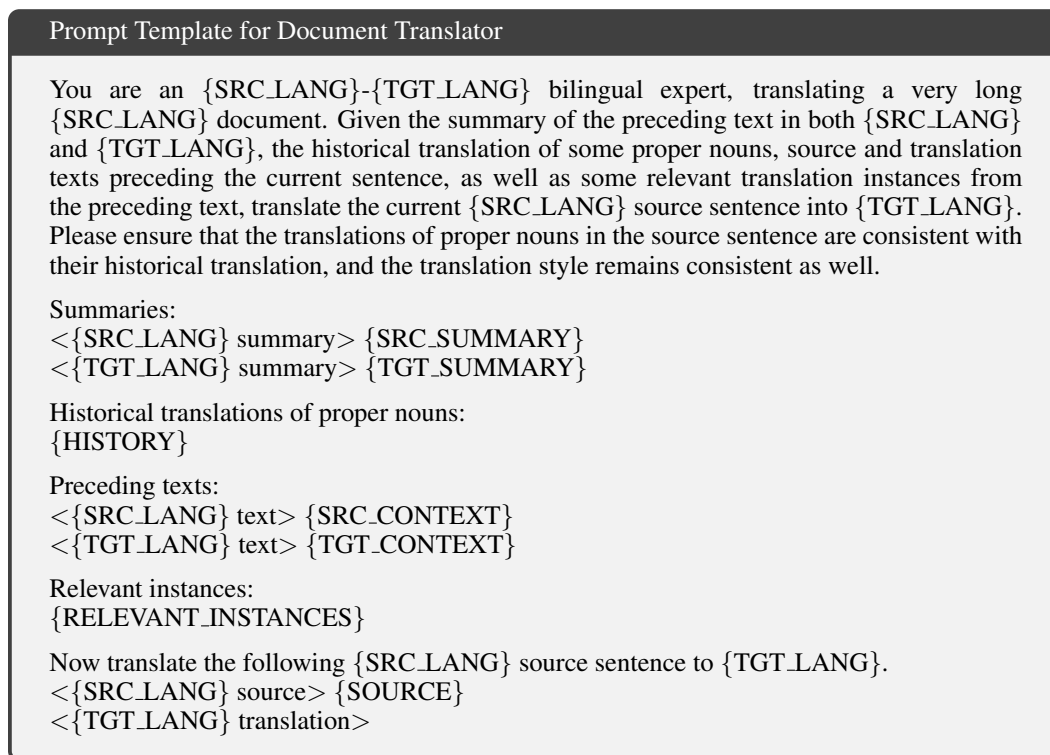 Prompt Template for Document Translator
You are an {SRC_LANG}-{TGT_LANG} bilingual expert, translating a very long
{SRC_LANG} document. Given the summary of the preceding text in both {SRC_LANG}
and {TGT_LANG}, the historical translation of some proper nouns, source and translation
texts preceding the current sentence, as well as some relevant translation instances from
the preceding text, translate the current {SRC_LANG} source sentence into {TGT_LANG}.
Please ensure that the translations of proper nouns in the source sentence are consistent with
their historical translation, and the translation style remains consistent as well.
Summaries:
<{SRC_LANG} summary> {SRC_SUMMARY}
<{TGT_LANG} summary> {TGT_SUMMARY}
Historical translations of proper nouns:
{HISTORY}
Preceding texts:
<{SRC_LANG} text> {SRC_CONTEXT}
<{TGT_LANG} text> {TGT_CONTEXT}
Relevant instances:
{RELEVANT_INSTANCES}
Now translate the following {SRC_LANG} source sentence to {TGT_LANG}.
<{SRC_LANG} source> {SOURCE}
<{TGT_LANG} translation>